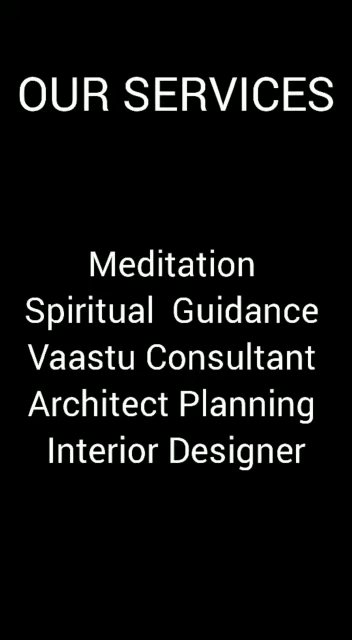 OUR SERVICES
Meditation
Spiritual Guidance
Vaastu Consultant
Architect Planning
Interior Designer